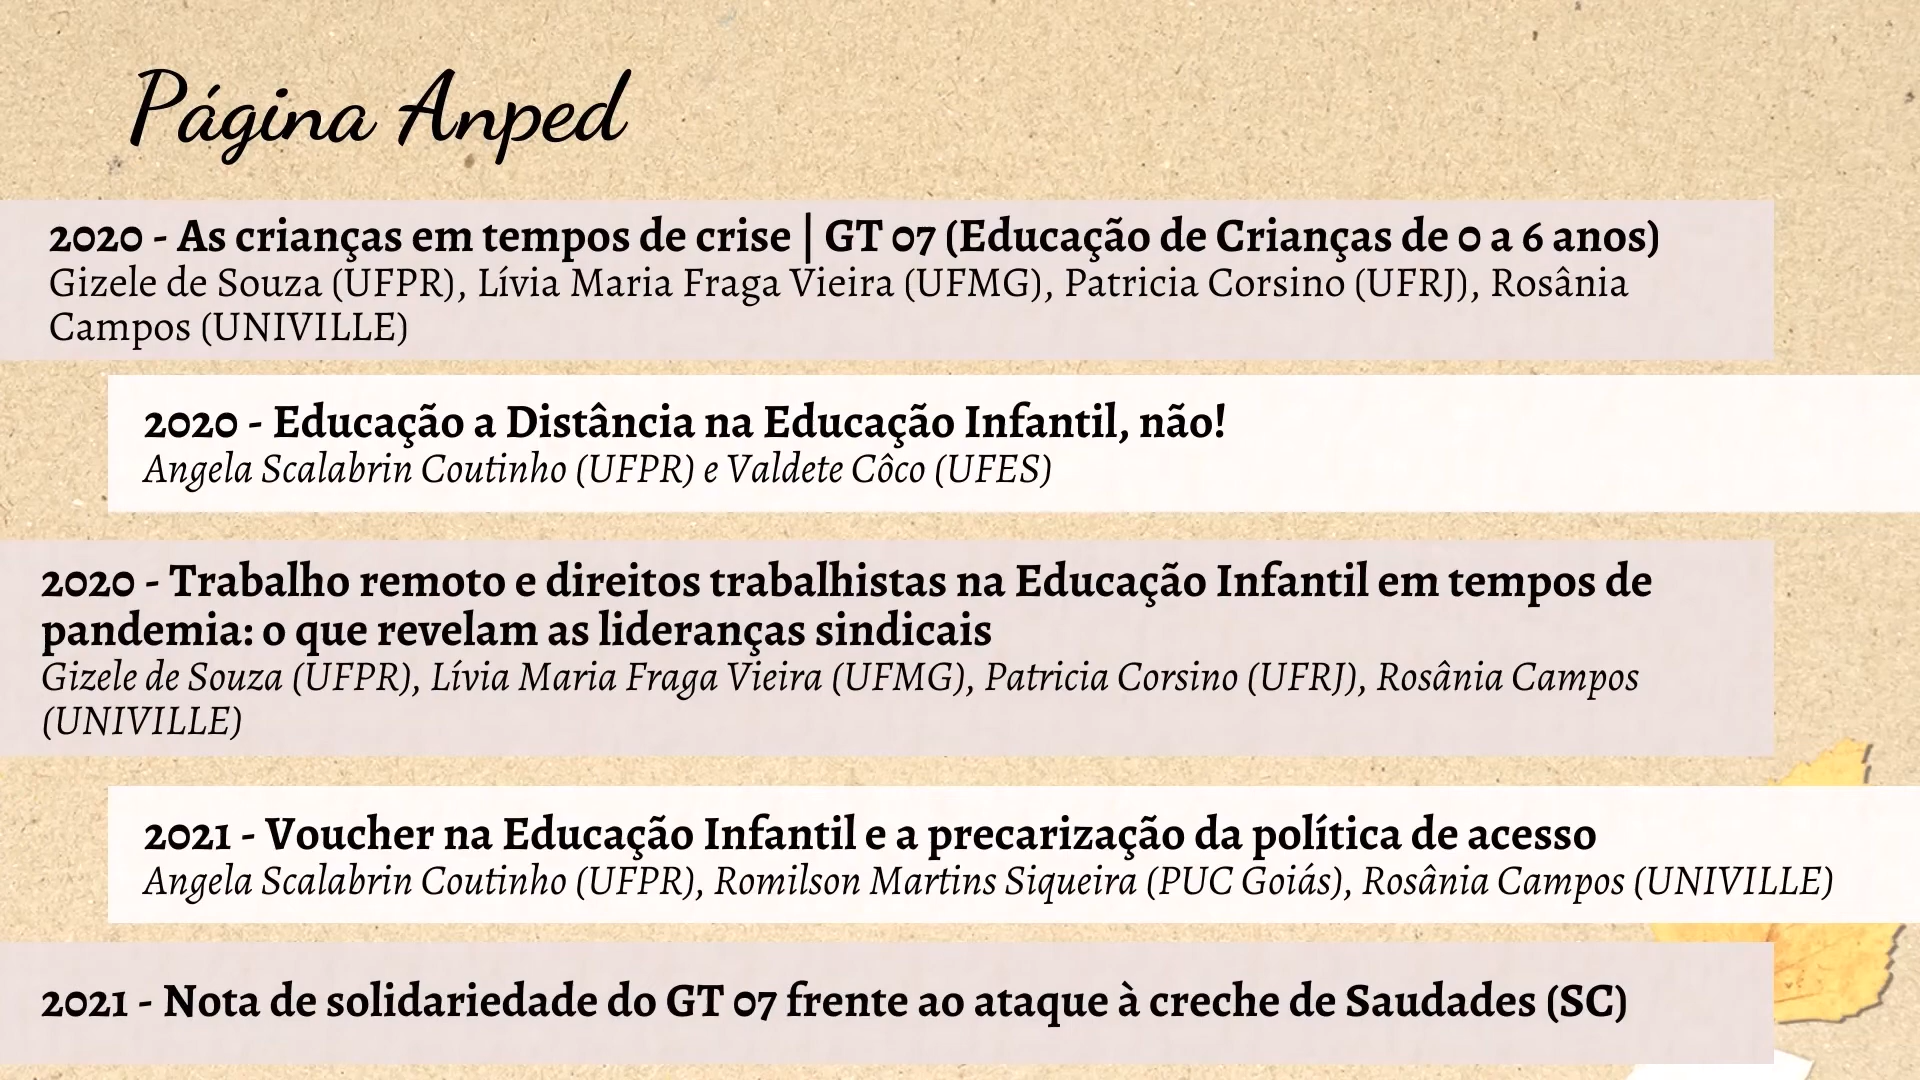 Página Anped
2020 - As crianças em tempos de crise | GT 07 (Educação de Crianças de 0 a 6 anos)
Gizele de Souza (UFPR), Lívia Maria Fraga Vieira (UFMG), Patricia Corsino (UFRJ), Rosânia
Campos (UNIVILLE)
2020 - Educação a Distância na Educação Infantil, não!
Angela Scalabrin Coutinho (UFPR) e Valdete Côco (UFES)
2020 - Trabalho remoto e direitos trabalhistas na Educação Infantil em tempos de
pandemia: o que revelam as lideranças sindicais
Gizele de Souza (UFPR), Lívia Maria Fraga Vieira (UFMG), Patricia Corsino (UFRJ), Rosânia Campos
(UNIVILLE)
2021 - Voucher na Educação Infantil e a precarização da política de acesso
Angela Scalabrin Coutinho (UFPR), Romilson Martins Siqueira (PUC Goiás), Rosânia Campos (UNIVILLE)
2021 - Nota de solidariedade do GT 07 frente ao ataque à creche de Saudades (SC)